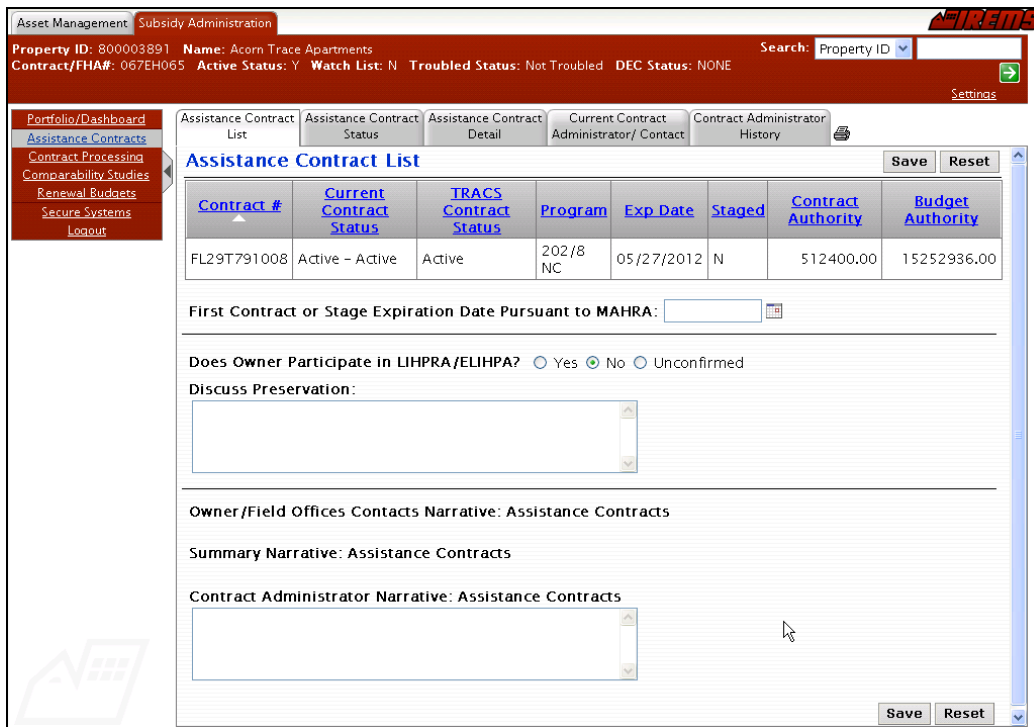 Asset Management Subsidy Administration
iREMS
Property ID: 800003891 Name: Acorn Trace Apartments
Contract/FHA#: 067EH065 Active Status: Y Watch List: N Troubled Status: Not Troubled DEC Status: NONE
Search: Property ID
Settings
Portfolio/Dashboard
Assistance Contracts
Contract Processing
Comparability Studies
Renewal Budgets
Secure Systems
Logout
Assistance Contract List
Assistance Contract Status
Assistance Contract Detail
Current Contract Administrator/ Contact
Contract Administrator History
Assistance Contract List
Save Reset
Contract # Current Contract Status TRACS Contract Status Program Exp Date Staged Contract Authority Budget Authority
FL29T791008 Active - Active Active 202/8 NC 05/27/2012 N 512400.00 15252936.00
First Contract or Stage Expiration Date Pursuant to MAHRA:
Does Owner Participate in LIHPRA/ELIHPA? Yes No Unconfirmed
Discuss Preservation:
Owner/Field Offices Contacts Narrative: Assistance Contracts
Summary Narrative: Assistance Contracts
Contract Administrator Narrative: Assistance Contracts
Save Reset